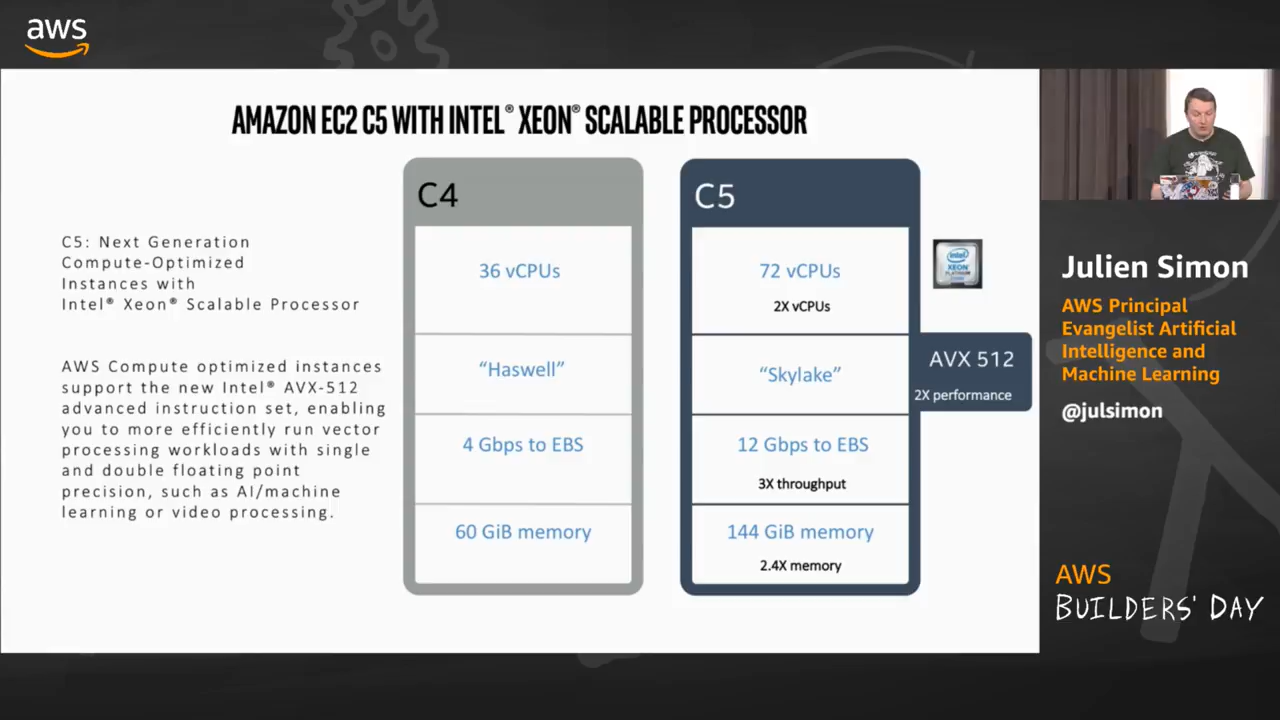 aws
AMAZON EC2 C5 WITH INTEL® XEON® SCALABLE PROCESSOR
C5: Next Generation
Compute-Optimized
Instances with
Intel® Xeon® Scalable Processor
AWS Compute optimized instances
support the new Intel® AVX-512
advanced instruction set, enabling
you to more efficiently run vector
processing workloads with single
and double floating point
precision, such as AI/machine
learning or video processing.
C4
36 vCPUs
“Haswell”
4 Gbps to EBS
60 GiB memory
C5
72 vCPUs
2X vCPUs
“Skylake”
12 Gbps to EBS
3X throughput
144 GiB memory
2.4X memory
intel
XEON
PLATINUM
AVX 512
2X performance
Julien Simon
AWS Principal
Evangelist Artificial
Intelligence and
Machine Learning
@julsimon
AWS
BUILDERS' DAY